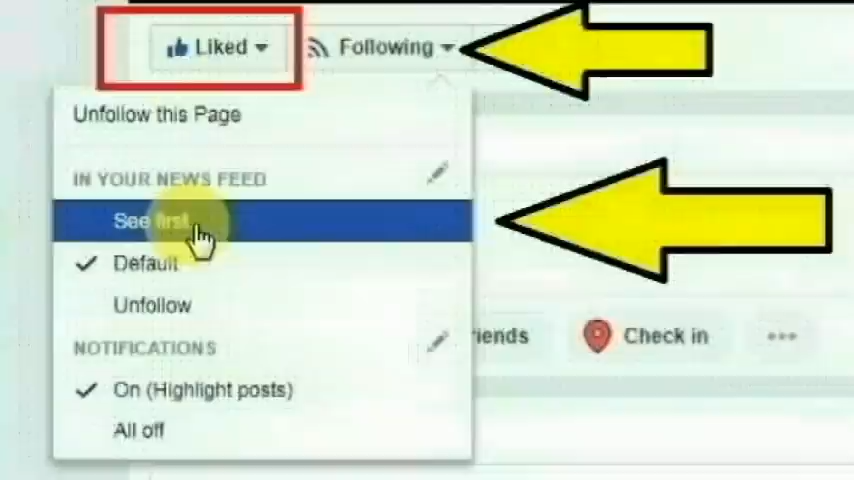 Liked Following
Unfollow this Page
IN YOUR NEWS FEED
See first
Default
Unfollow
riends Check in
NOTIFICATIONS
On (Highlight posts)
All off